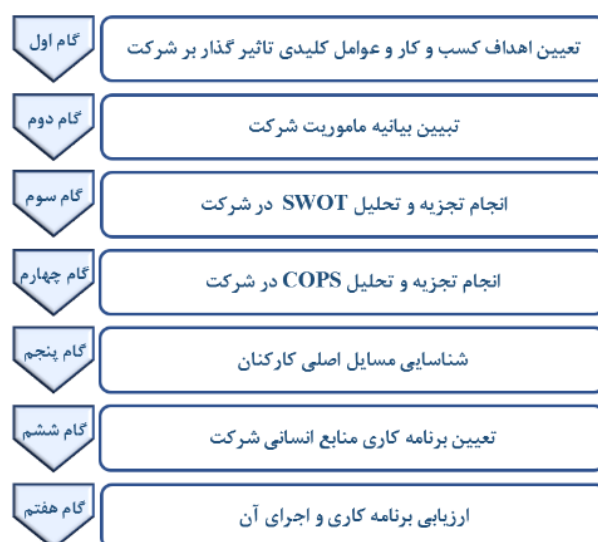 گام اول
تعیین اهداف کسب و کار و عوامل کلیدی تاثیر گذار بر شرکت
گام دوم
تبیین بیانیه ماموریت شرکت
گام سوم
انجام تجزیه و تحلیل SWOT در شرکت
گام چهارم
انجام تجزیه و تحلیل COPS در شرکت
گام پنجم
شناسایی مسایل اصلی کارکنان
گام ششم
تعیین برنامه کاری منابع انسانی شرکت
گام هفتم
ارزیابی برنامه کاری و اجرای آن